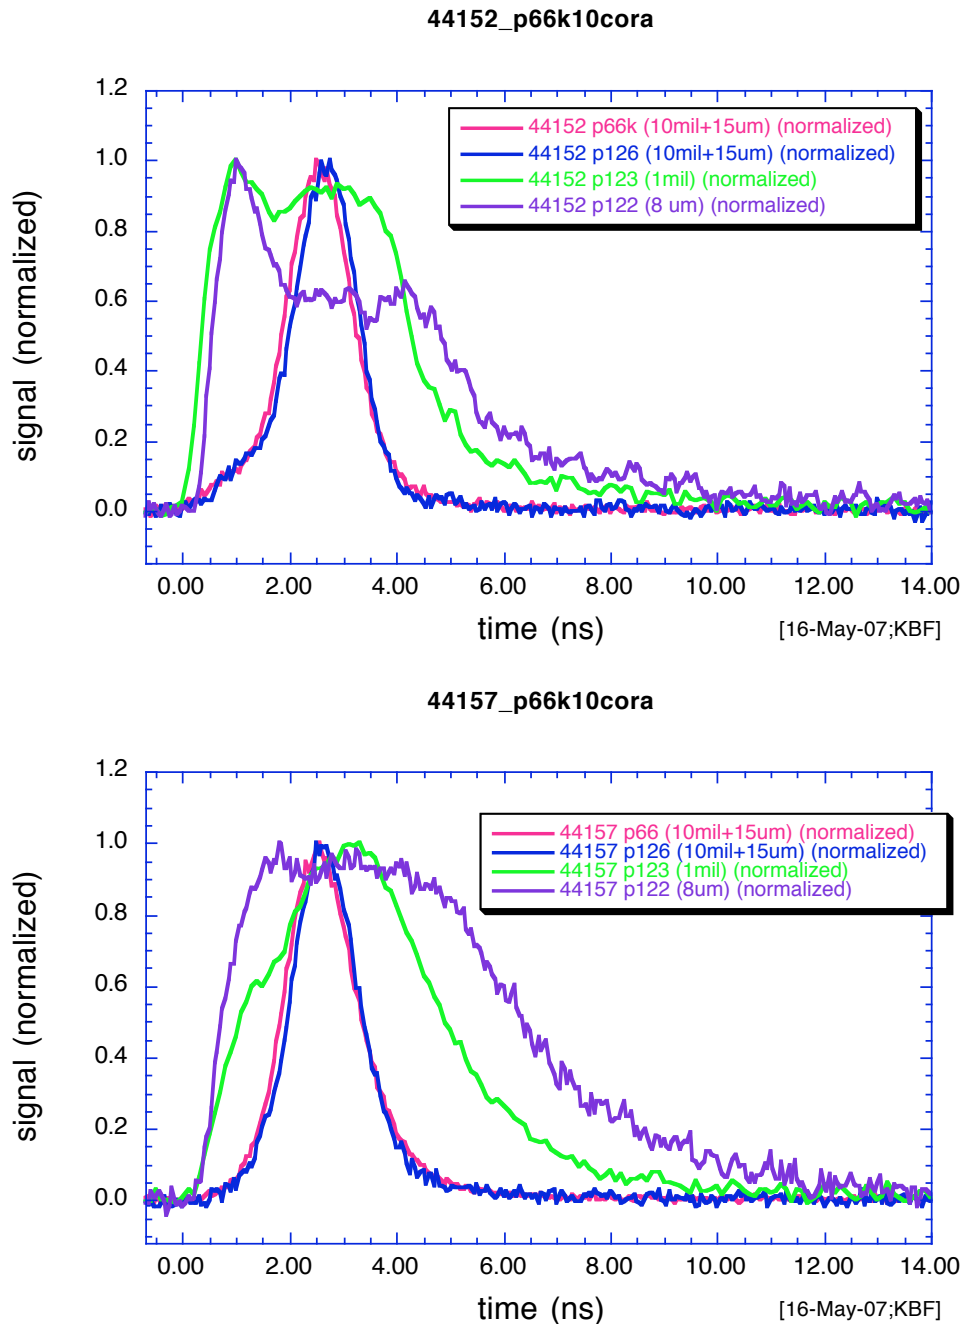 44152_p66k10cora
1.2
44152 p66k (10mil+15um) (normalized)
44152 p126 (10mil+15um) (normalized)
44152 p123 (1mil) (normalized)
44152 p122 (8 um) (normalized)
1.0
0.8
0.6
0.4
0.2
0.0
signal (normalized)
0.00 2.00 4.00 6.00 8.00 10.00 12.00 14.00
time (ns)
[16-May-07;KBF]
44157_p66k10cora
1.2
44157 p66 (10mil+15um) (normalized)
44157 p126 (10mil+15um) (normalized)
44157 p123 (1mil) (normalized)
44157 p122 (8um) (normalized)
1.0
0.8
0.6
0.4
0.2
0.0
signal (normalized)
0.00 2.00 4.00 6.00 8.00 10.00 12.00 14.00
time (ns)
[16-May-07;KBF]